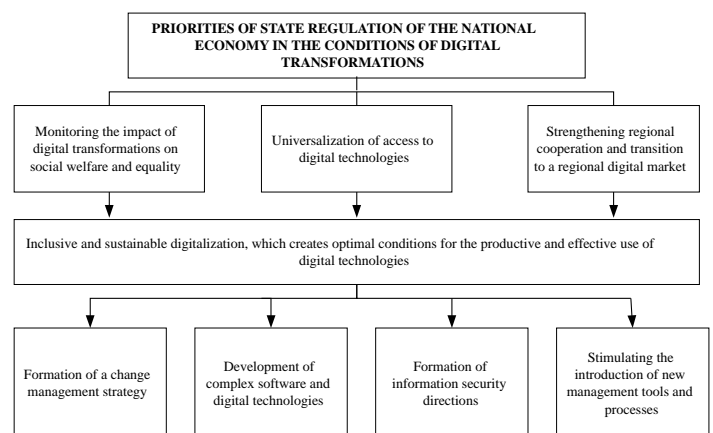 PRIORITIES OF STATE REGULATION OF THE NATIONAL
ECONOMY IN THE CONDITIONS OF DIGITAL
TRANSFORMATIONS
Monitoring the impact of
digital transformations on
social welfare and equality
Universalization of access to
digital technologies
Strengthening regional
cooperation and transition
to a regional digital market
Inclusive and sustainable digitalization, which creates optimal conditions for the productive and effective use of
digital technologies
Formation of a change
management strategy
Development of
complex software and
digital technologies
Formation of
information security
directions
Stimulating the
introduction of new
management tools and
processes